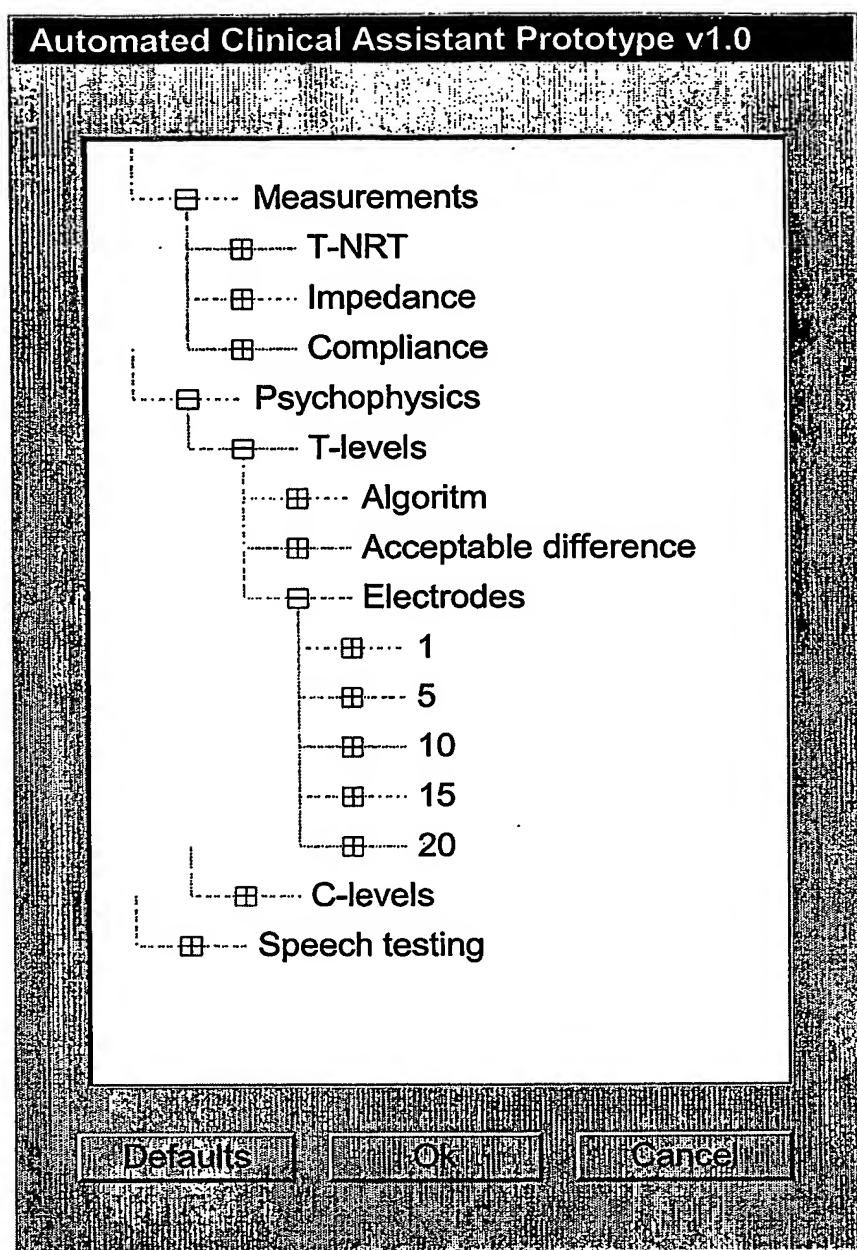 Automated Clinical Assistant Prototype v1.0
Measurements
T-NRT
Impedance
Compliance
Psychophysics
T-levels
Algoritm
Acceptable difference
Electrodes
1
5
10
15
20
C-levels
Speech testing
Defaults Ok Cancel